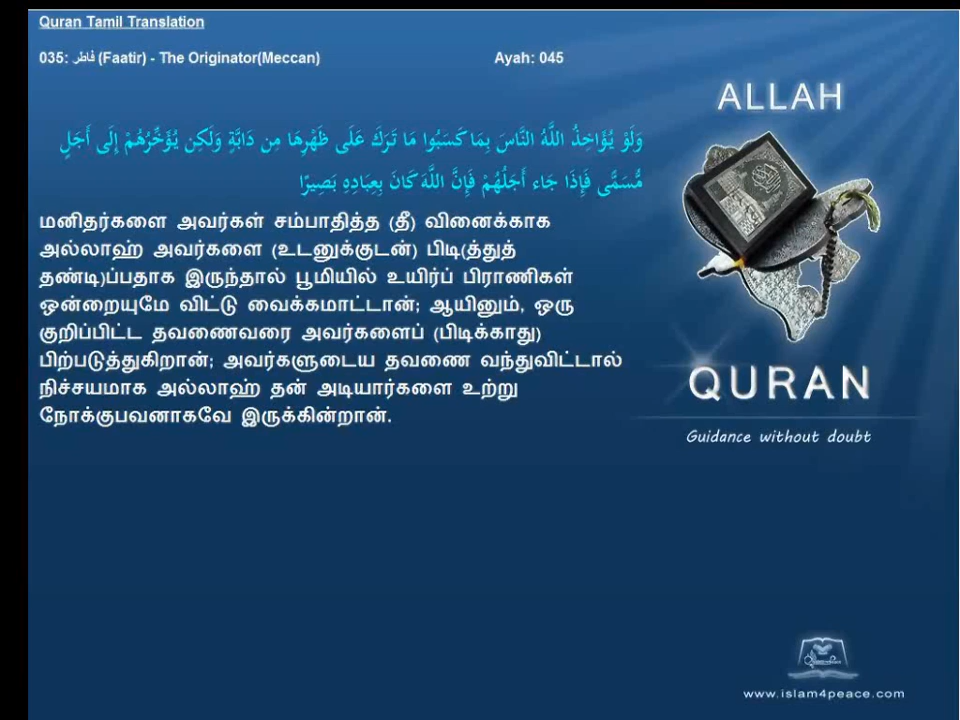 Quran Tamil Translation
035: فاطر (Faatir) - The Originator(Meccan) Ayah: 045
ALLAH
وَلَوْ يُؤَاخِذُ اللَّهُ النَّاسَ بِمَا كَسَبُوا مَا تَرَكَ عَلَى ظَهْرِهَا مِن دَابَّةٍ وَلَكِن يُؤَخِّرُهُمْ إِلَى أَجَلٍ
مُّسَمًّى فَإِذَا جَاء أَجَلُهُمْ فَإِنَّ اللَّهَ كَانَ بِعِبَادِهِ بَصِيرًا
மனிதர்களை அவர்கள் சம்பாதித்த (தீ) வினைக்காக
அல்லாஹ் அவர்களை (உடனுக்குடன்) பிடி(த்துத்
தண்டி)ப்பதாக இருந்தால் பூமியில் உயிர்ப் பிராணிகள்
ஒன்றையுமே விட்டு வைக்கமாட்டான்; ஆயினும், ஒரு
குறிப்பிட்ட தவணைவரை அவர்களைப் (பிடிக்காது)
பிற்படுத்துகிறான்; அவர்களுடைய தவணை வந்துவிட்டால்
நிச்சயமாக அல்லாஹ் தன் அடியார்களை உற்று
நோக்குபவனாகவே இருக்கின்றான்.
QURAN
Guidance without doubt
www.islam4peace.com